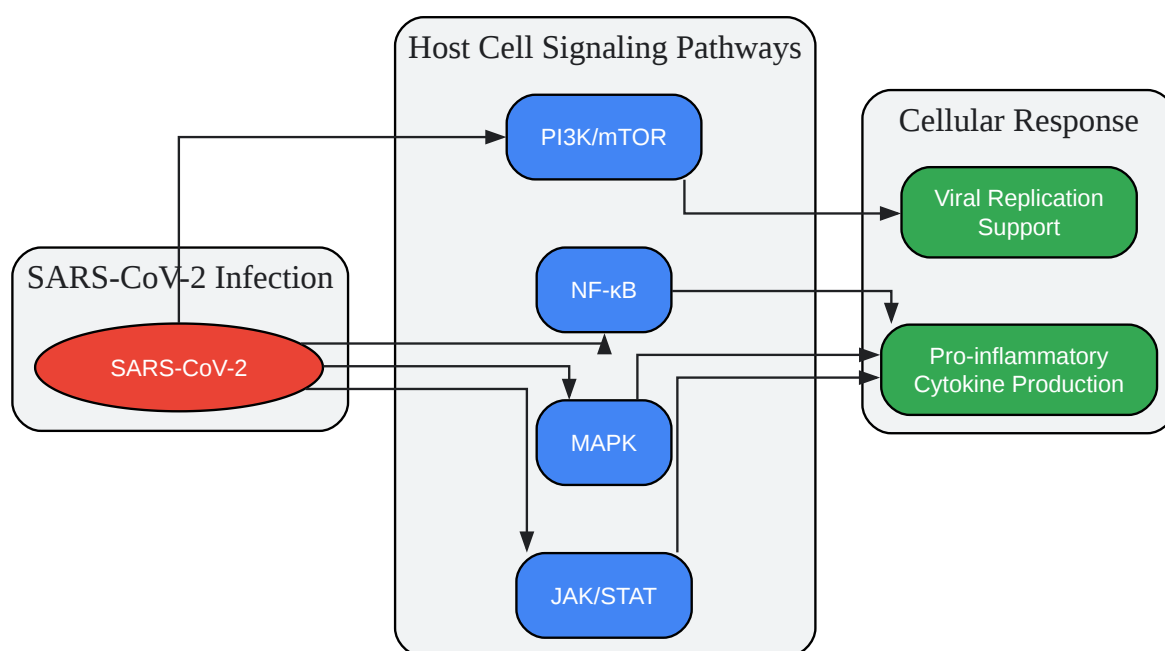 Host Cell Signaling Pathways
PI3K/mTOR
Cellular Response
Viral Replication
Support
SARS-CoV-2 Infection
NF-κB
SARS-CoV-2
Pro-inflammatory
Cytokine Production
MAPK
JAK/STAT